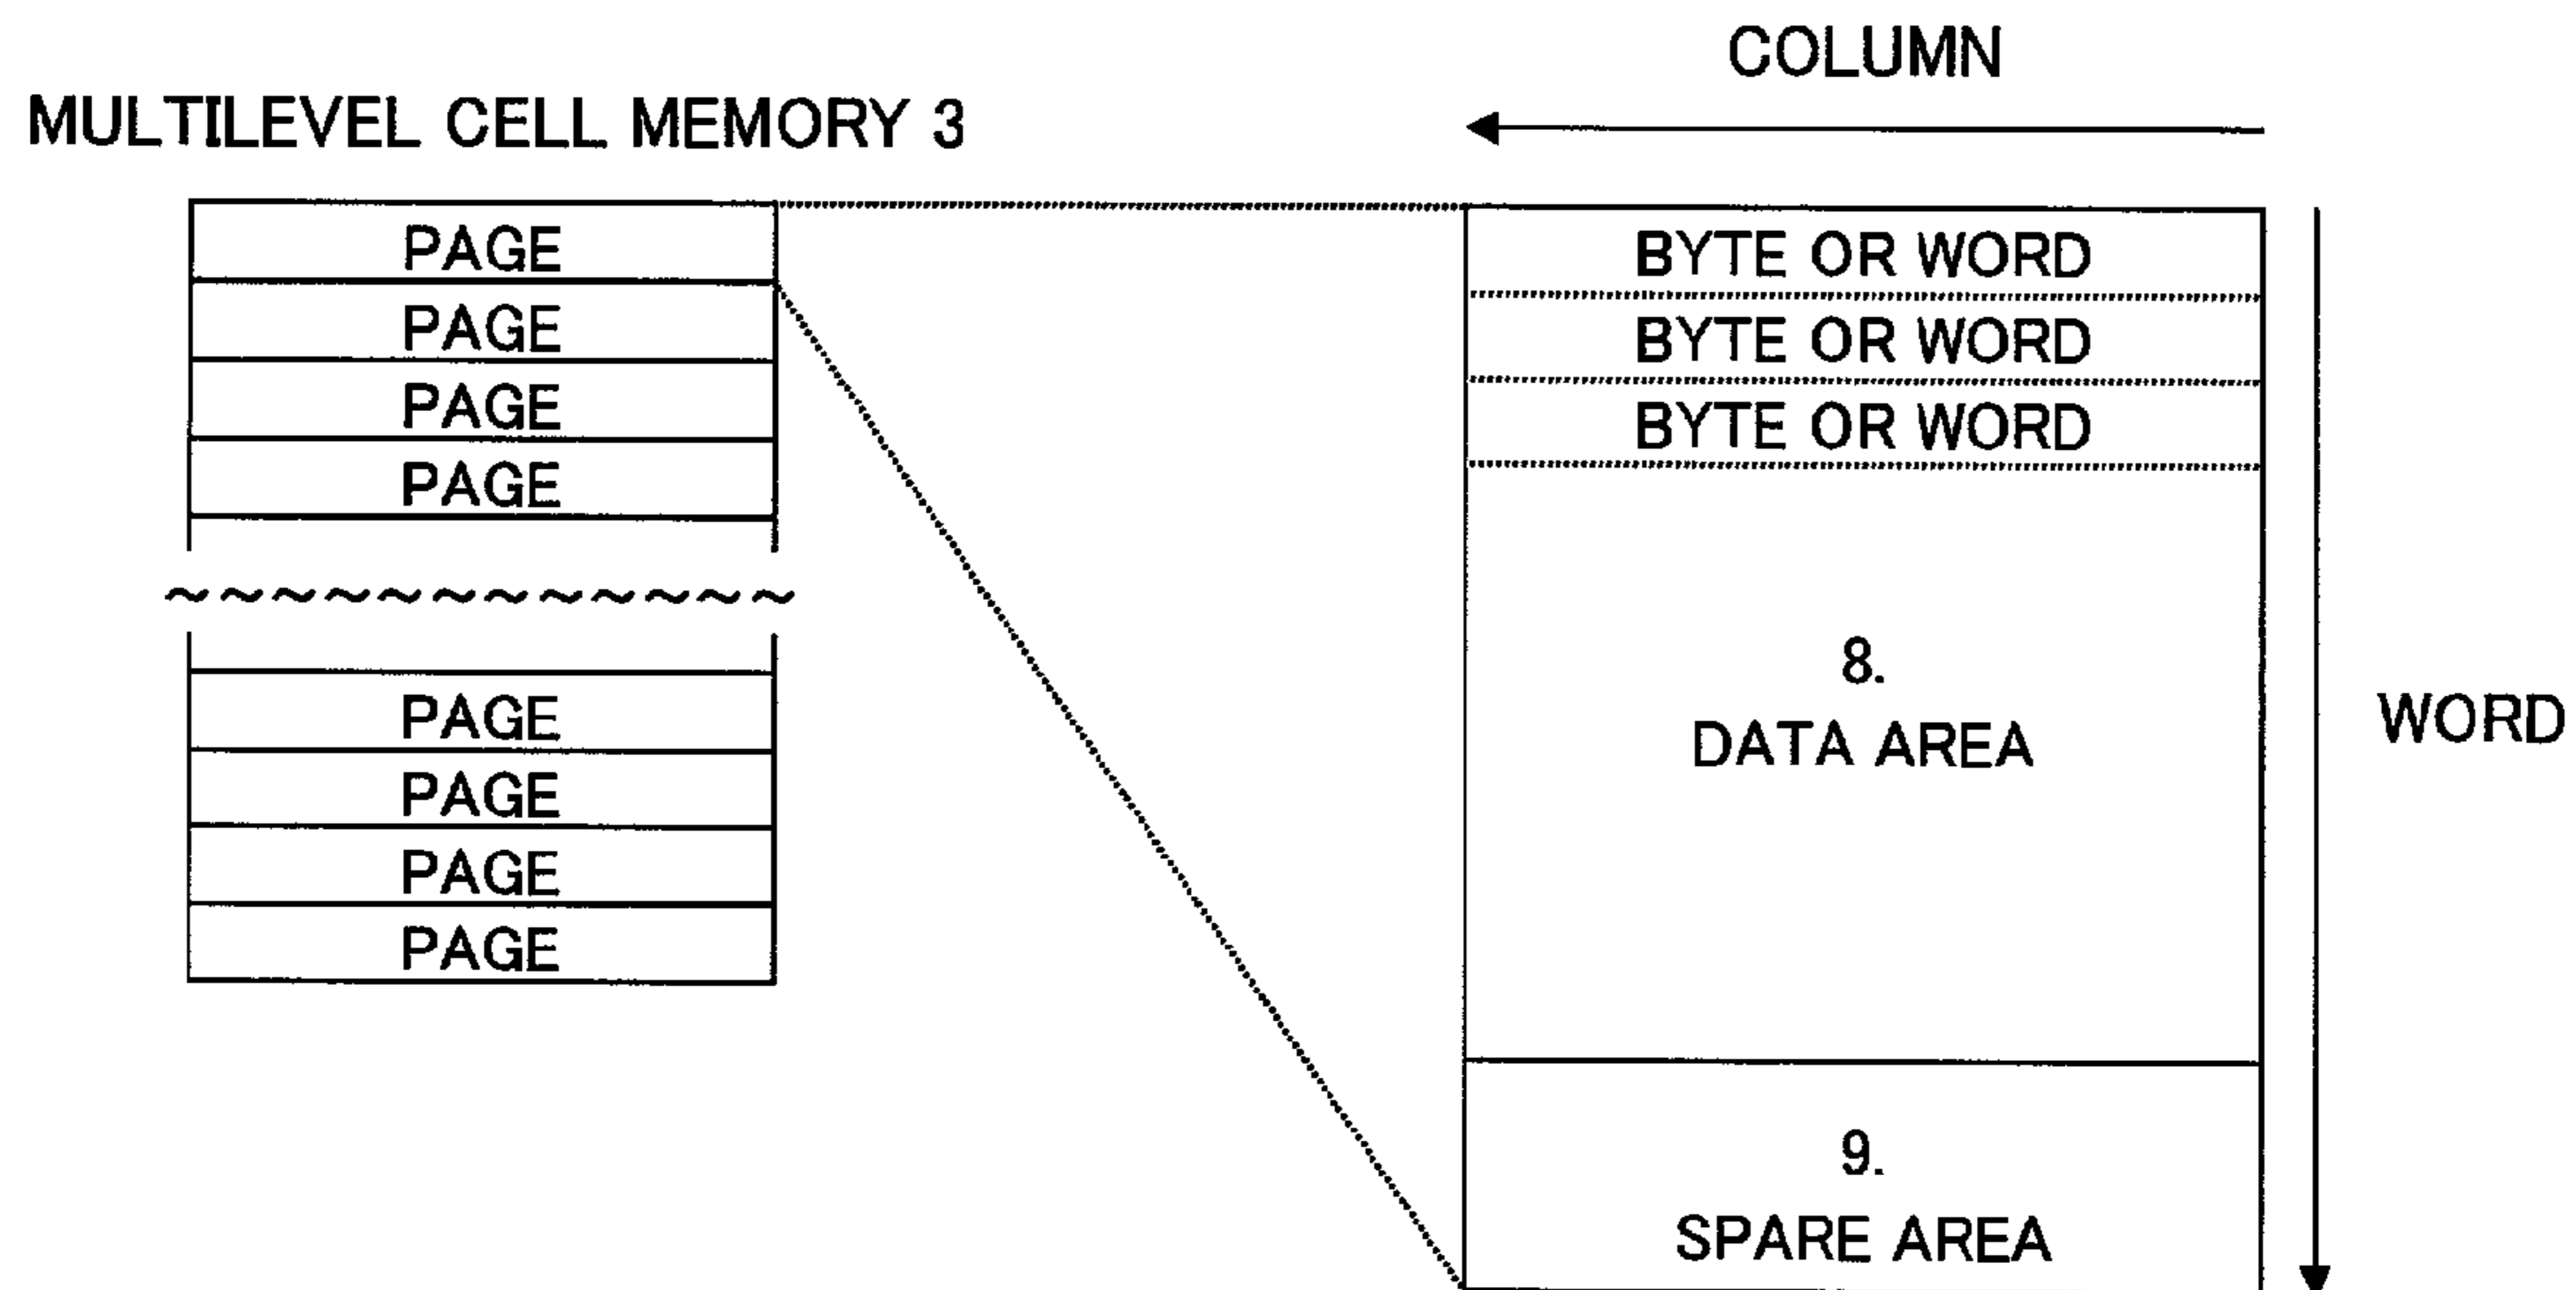 MULTILEVEL CELL MEMORY 3
PAGE
PAGE
PAGE
PAGE
PAGE
PAGE
PAGE
PAGE
COLUMN
BYTE OR WORD
BYTE OR WORD
BYTE OR WORD
8.
DATA AREA
9.
SPARE AREA
WORD